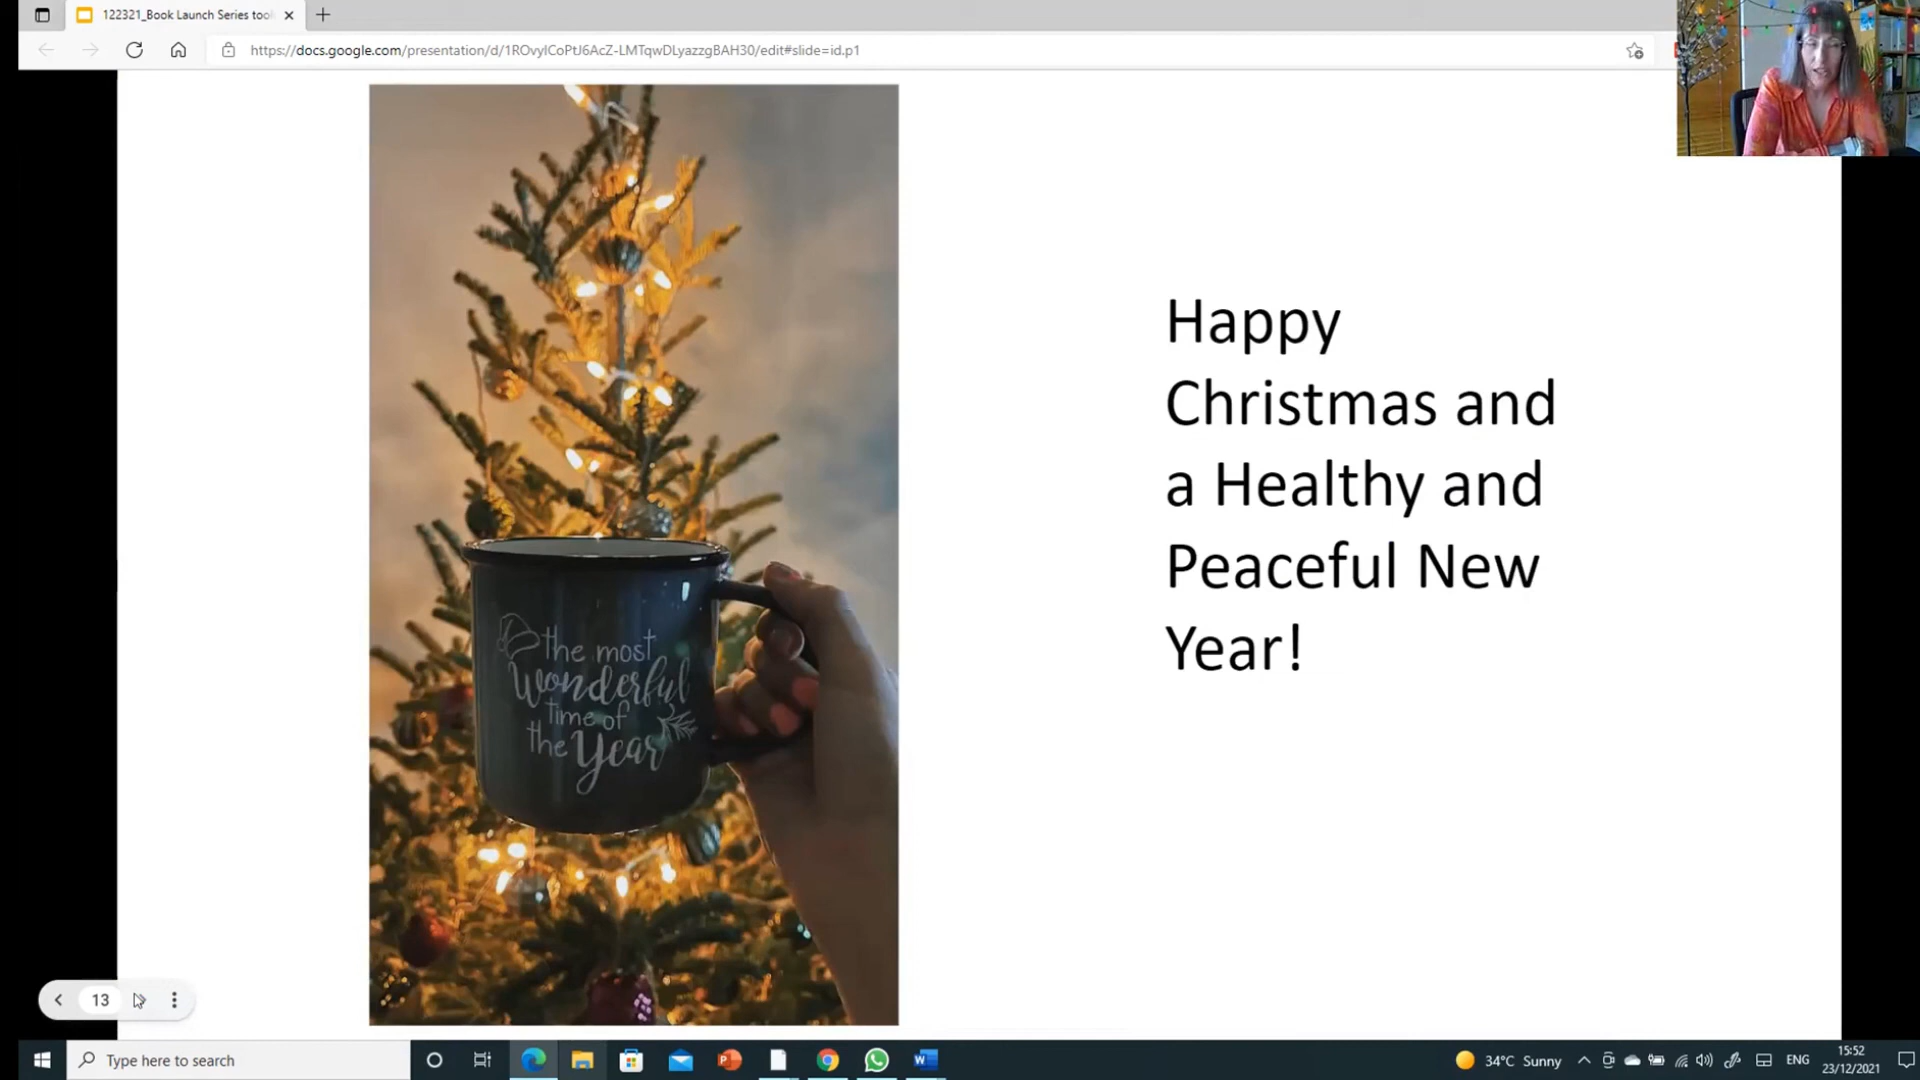 122321_Book Launch Series tool
https://docs.google.com/presentation/d/1ROvylCoPtJ6AcZ-LMTqwDLyazzgBAH30/edit#slide=id.p1
Happy
Christmas and
a Healthy and
Peaceful New
Year!
the most
Wonderful
time of
the Year
13
Type here to search
34°C Sunny
ENG
15:52
23/12/2021